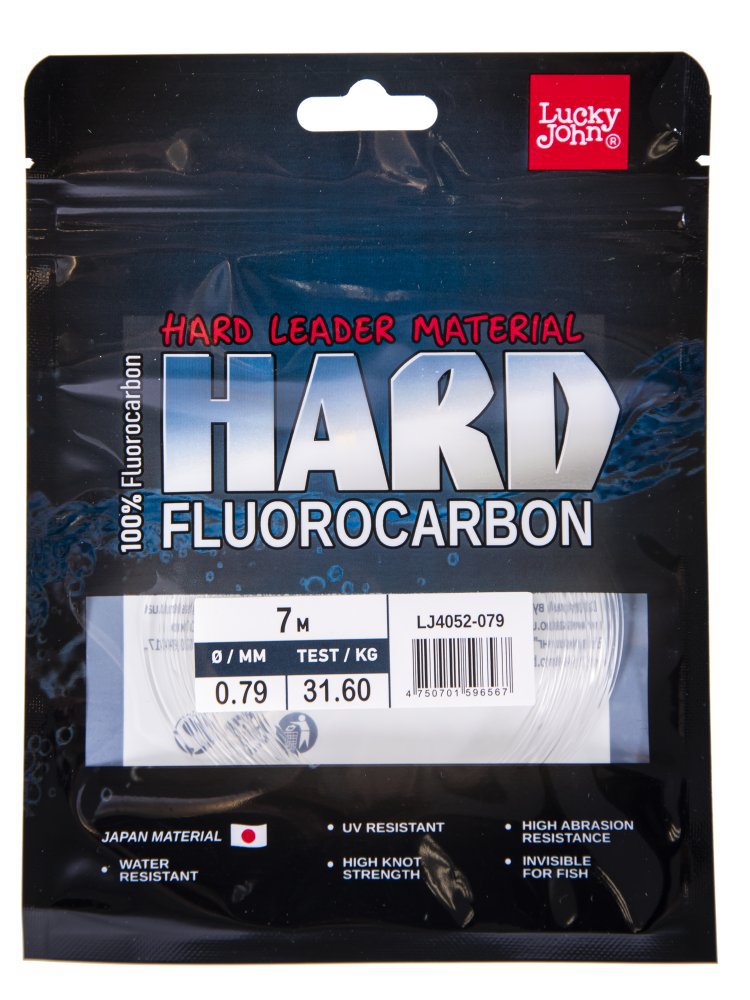 Lucky
John®
HARD LEADER MATERIAL
100% Fluorocarbon
HARD
FLUOROCARBON
7 м
Ø / MM TEST / KG
0.79 31.60
LJ4052-079
4 750701 596567
JAPAN MATERIAL
• WATER
RESISTANT
• UV RESISTANT
• HIGH KNOT
STRENGTH
• HIGH ABRASION
RESISTANCE
• INVISIBLE
FOR FISH